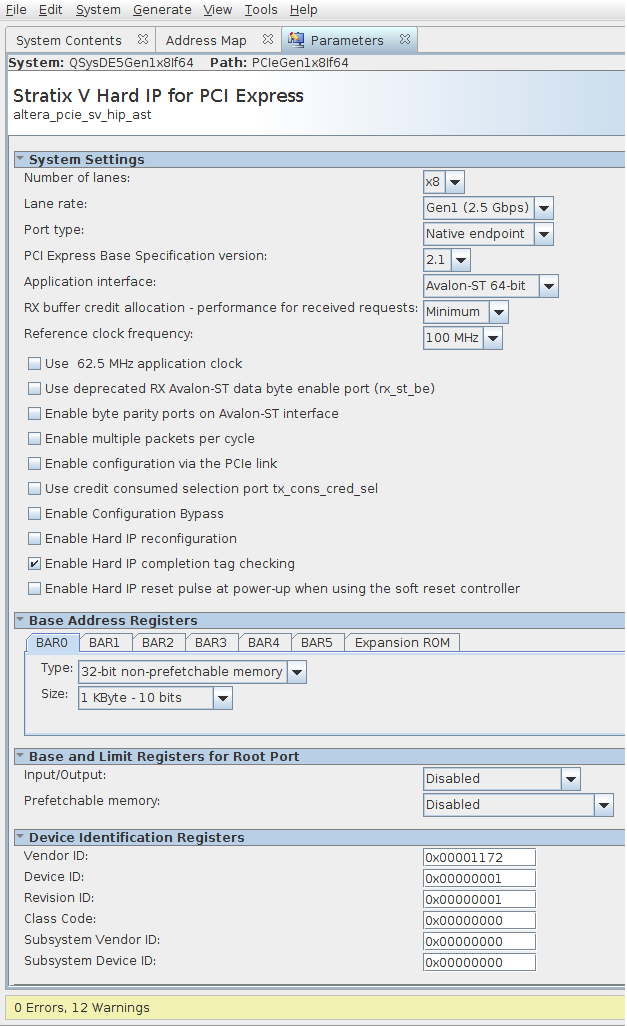 File Edit System Generate View Tools Help
System Contents Address Map Parameters
System: QSysDE5Gen1x8If64 Path: PCIeGen1x8If64
Stratix V Hard IP for PCI Express
altera_pcie_sv_hip_ast
System Settings
Number of lanes: x8
Lane rate: Gen1 (2.5 Gbps)
Port type: Native endpoint
PCI Express Base Specification version: 2.1
Application interface: Avalon-ST 64-bit
RX buffer credit allocation - performance for received requests: Minimum
Reference clock frequency: 100 MHz
Use 62.5 MHz application clock
Use deprecated RX Avalon-ST data byte enable port (rx_st_be)
Enable byte parity ports on Avalon-ST interface
Enable multiple packets per cycle
Enable configuration via the PCIe link
Use credit consumed selection port tx_cons_cred_sel
Enable Configuration Bypass
Enable Hard IP reconfiguration
Enable Hard IP completion tag checking
Enable Hard IP reset pulse at power-up when using the soft reset controller
Base Address Registers
BAR0 BAR1 BAR2 BAR3 BAR4 BAR5 Expansion ROM
Type: 32-bit non-prefetchable memory
Size: 1 KByte - 10 bits
Base and Limit Registers for Root Port
Input/Output: Disabled
Prefetchable memory: Disabled
Device Identification Registers
Vendor ID: 0x00001172
Device ID: 0x00000001
Revision ID: 0x00000001
Class Code: 0x00000000
Subsystem Vendor ID: 0x00000000
Subsystem Device ID: 0x00000000
0 Errors, 12 Warnings